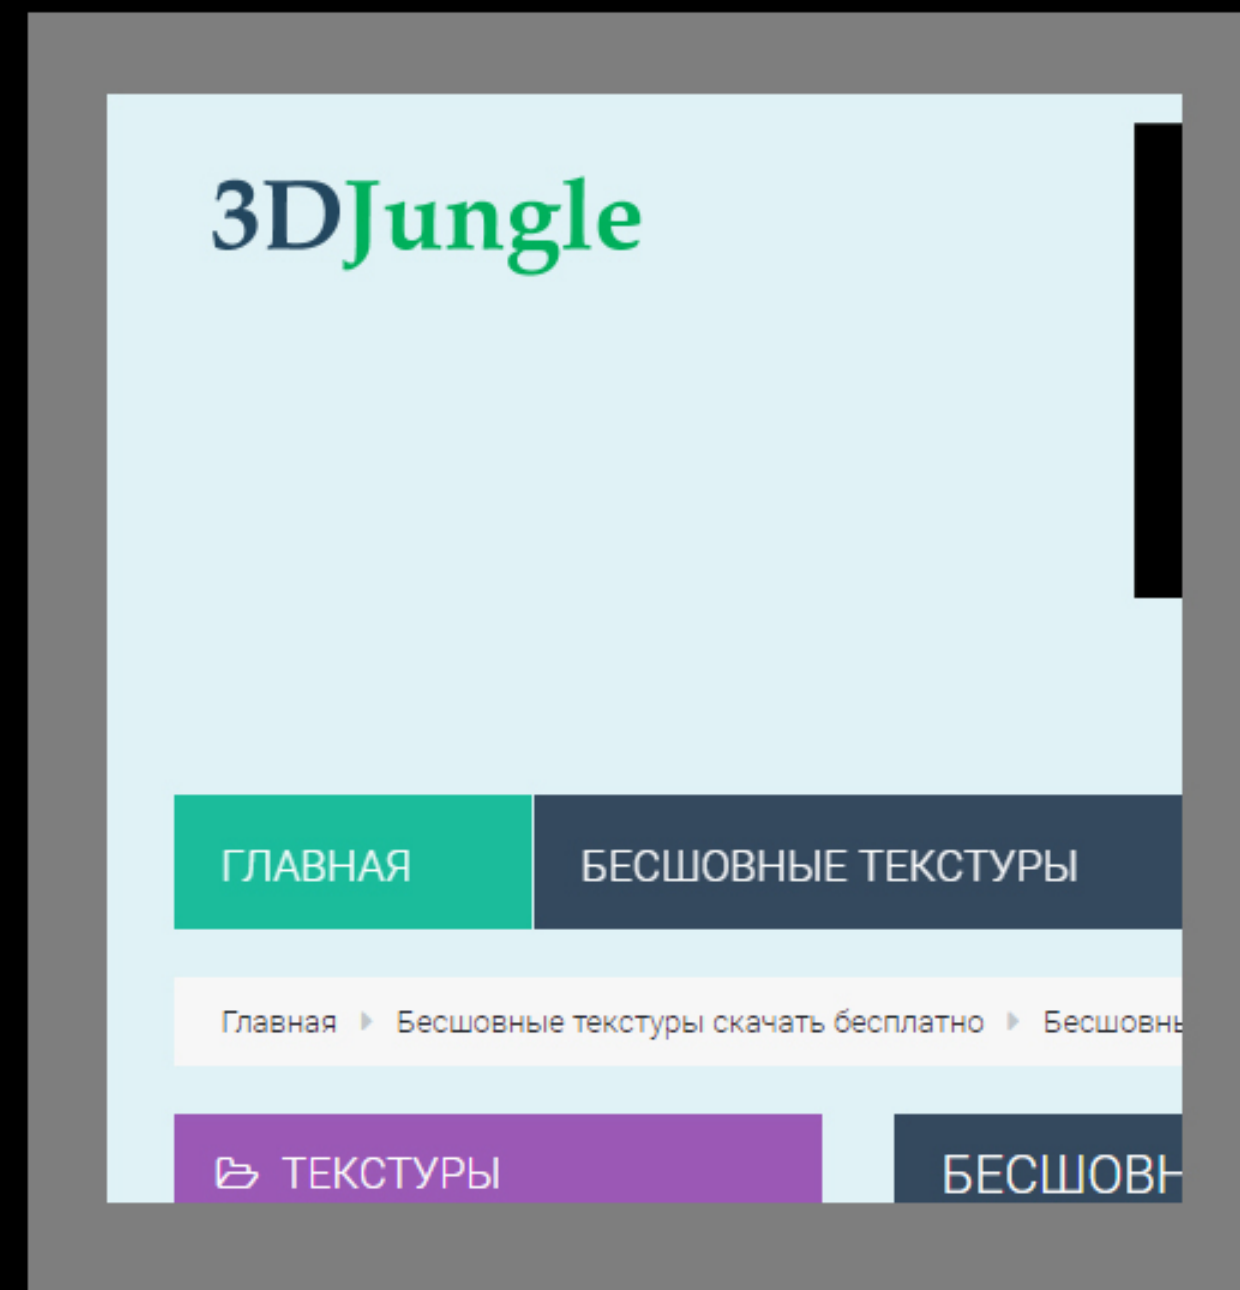 3DJungle
ГЛАВНАЯ БЕСШОВНЫЕ ТЕКСТУРЫ
Главная Бесшовные текстуры скачать бесплатно
ТЕКСТУРЫ